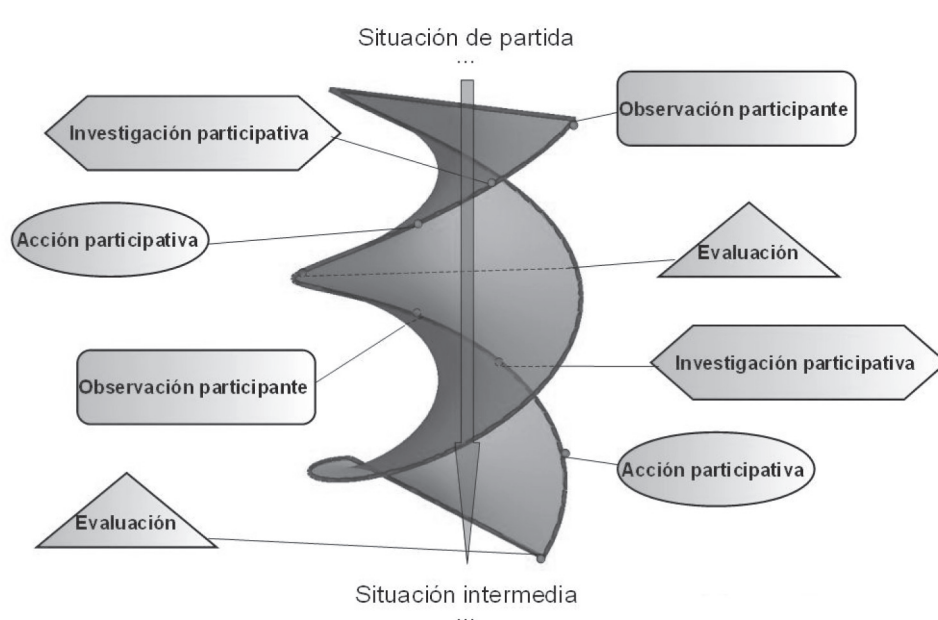 Situación de partida
...
Observación participante
Investigación participativa
Acción participativa
Evaluación
Observación participante
Investigación participativa
Acción participativa
Evaluación
Situación intermedia
...